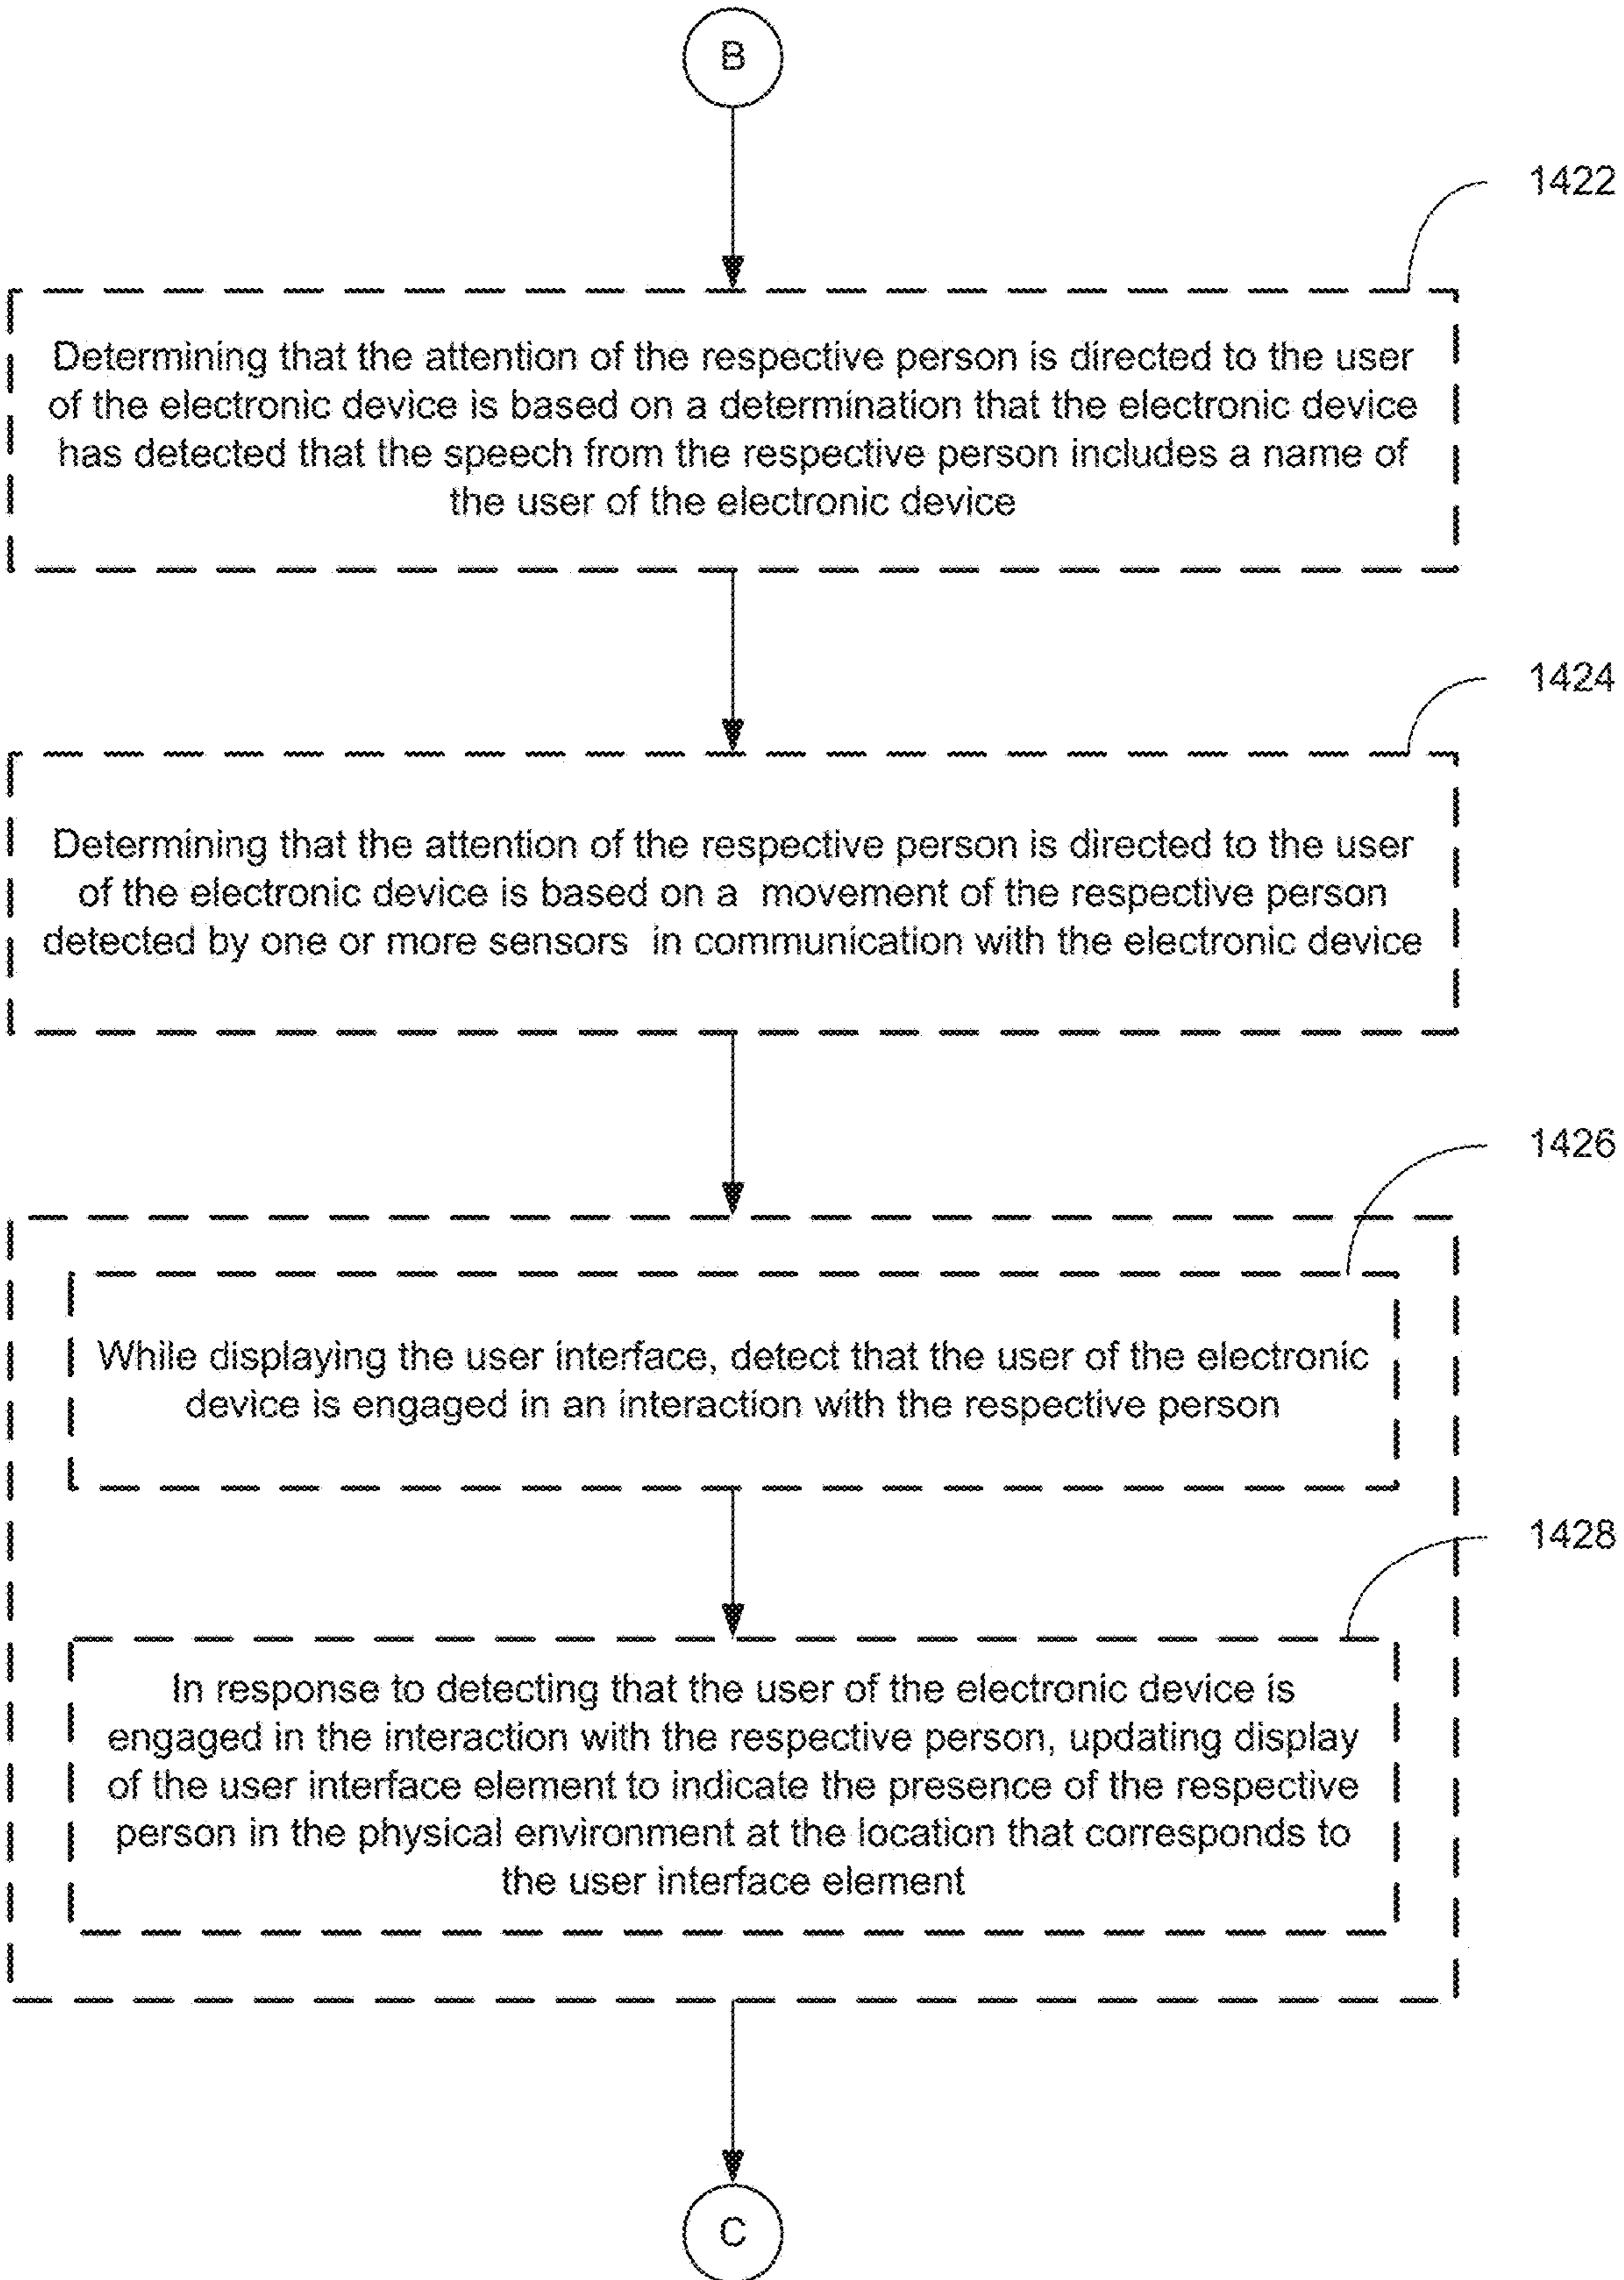 B
1422
Determining that the attention of the respective person is directed to the user
of the electronic device is based on a determination that the electronic device
has detected that the speech from the respective person includes a name of
the user of the electronic device
1424
Determining that the attention of the respective person is directed to the user
of the electronic device is based on a movement of the respective person
detected by one or more sensors in communication with the electronic device
1426
While displaying the user interface, detect that the user of the electronic
device is engaged in an interaction with the respective person
1428
In response to detecting that the user of the electronic device is
engaged in the interaction with the respective person, updating display
of the user interface element to indicate the presence of the respective
person in the physical environment at the location that corresponds to
the user interface element
C